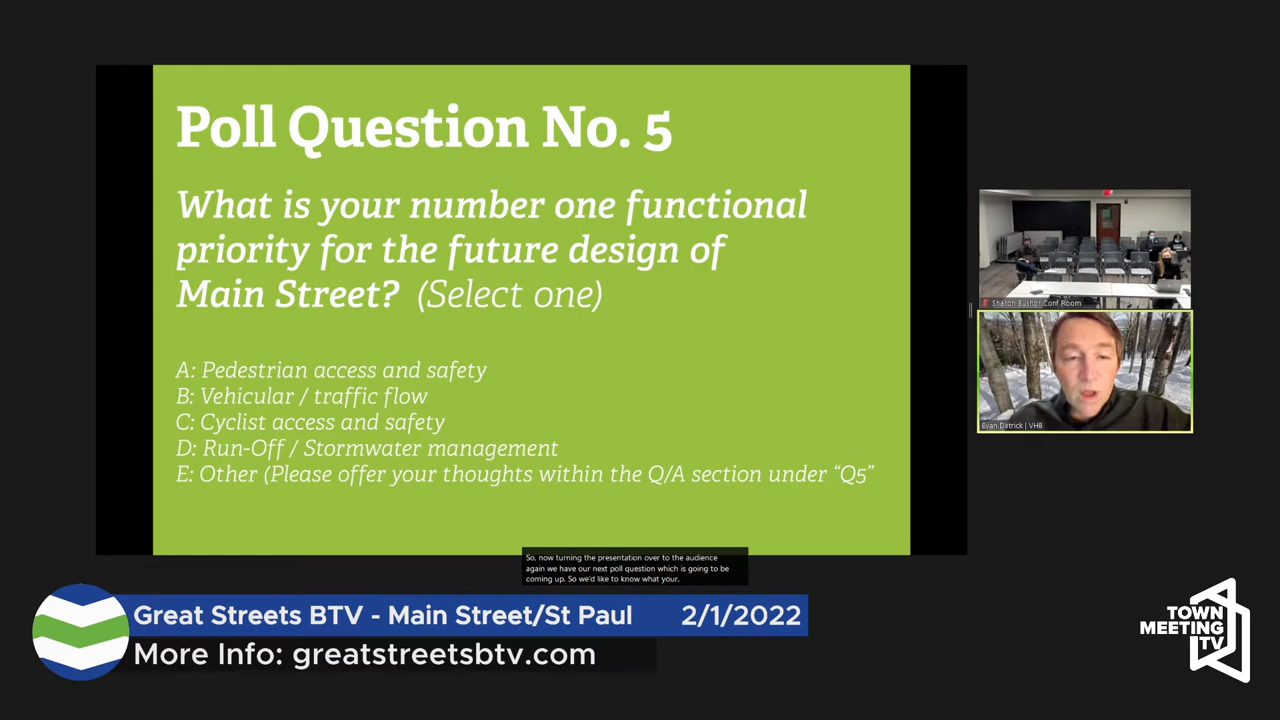 Poll Question No. 5
What is your number one functional
priority for the future design of
Main Street? (Select one)
A: Pedestrian access and safety
B: Vehicular / traffic flow
C: Cyclist access and safety
D: Run-Off / Stormwater management
E: Other (Please offer your thoughts within the Q/A section under “Q5”
Sharon Bushor Conf Room
Evan Detrick | VHB
So, now turning the presentation over to the audience
again we have our next poll question which is going to be
coming up. So we'd like to know what your,
Great Streets BTV - Main Street/St Paul 2/1/2022
More Info: greatstreetsbtv.com
TOWN
MEETING
TV